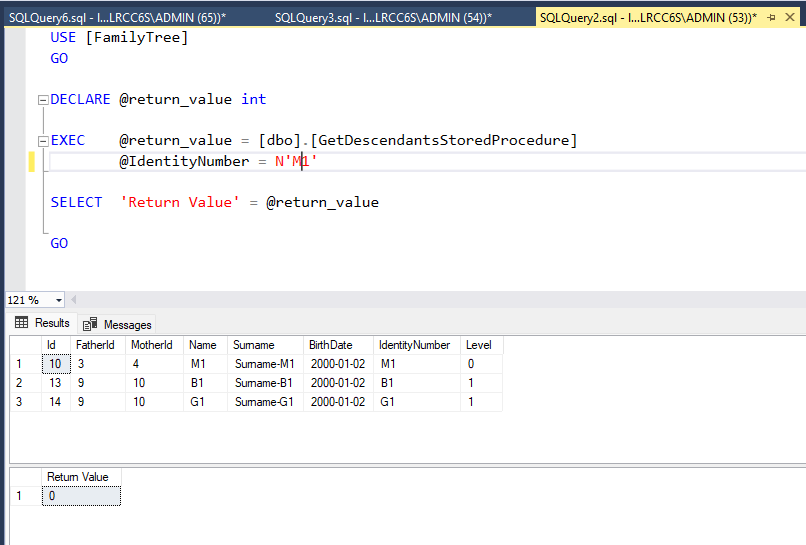 SQLQuery6.sql - I...LRCC6S\ADMIN (65))* SQLQuery3.sql - I...LRCC6S\ADMIN (54))* SQLQuery2.sql - I...LRCC6S\ADMIN (53))*
USE [FamilyTree]
GO
DECLARE @return_value int
EXEC @return_value = [dbo].[GetDescendantsStoredProcedure]
@IdentityNumber = N'M1'
SELECT 'Return Value' = @return_value
GO
121 %
Results Messages
Id FatherId MotherId Name Surname BirthDate IdentityNumber Level
1 10 3 4 M1 Surname-M1 2000-01-02 M1 0
2 13 9 10 B1 Surname-B1 2000-01-02 B1 1
3 14 9 10 G1 Surname-G1 2000-01-02 G1 1
Return Value
1 0